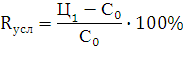 Rусл = (Ц₁ − С₀) / С₀ · 100%